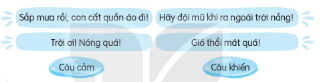 Sắp mưa rồi, con cất quần áo đi!
Hãy đội mũ khi ra ngoài trời nắng!
Trời ơi! Nóng quá!
Gió thổi mát quá!
Câu cảm
Câu khiến